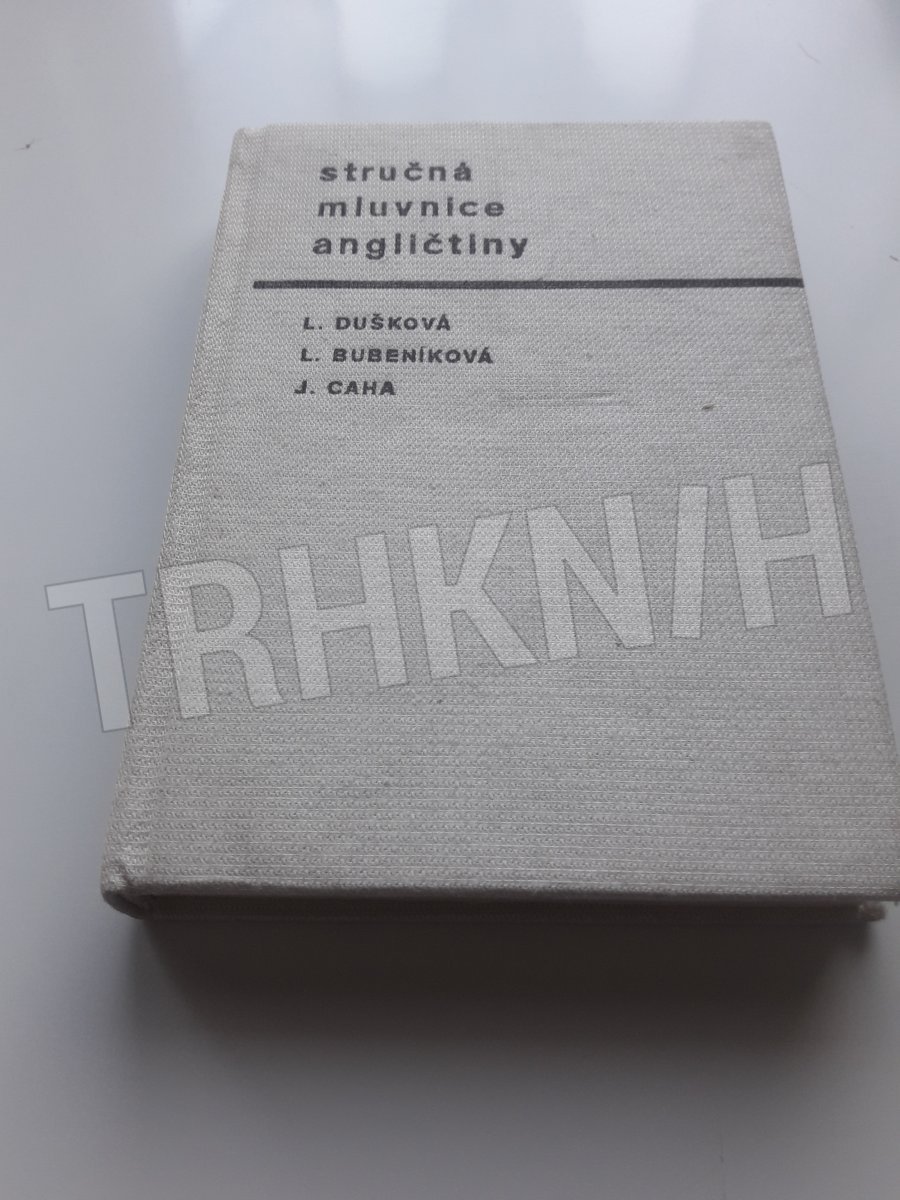 stručná
mluvnice
angličtiny
L. DUŠKOVÁ
L. BUBENÍKOVÁ
J. CAHA
TRHKNIH